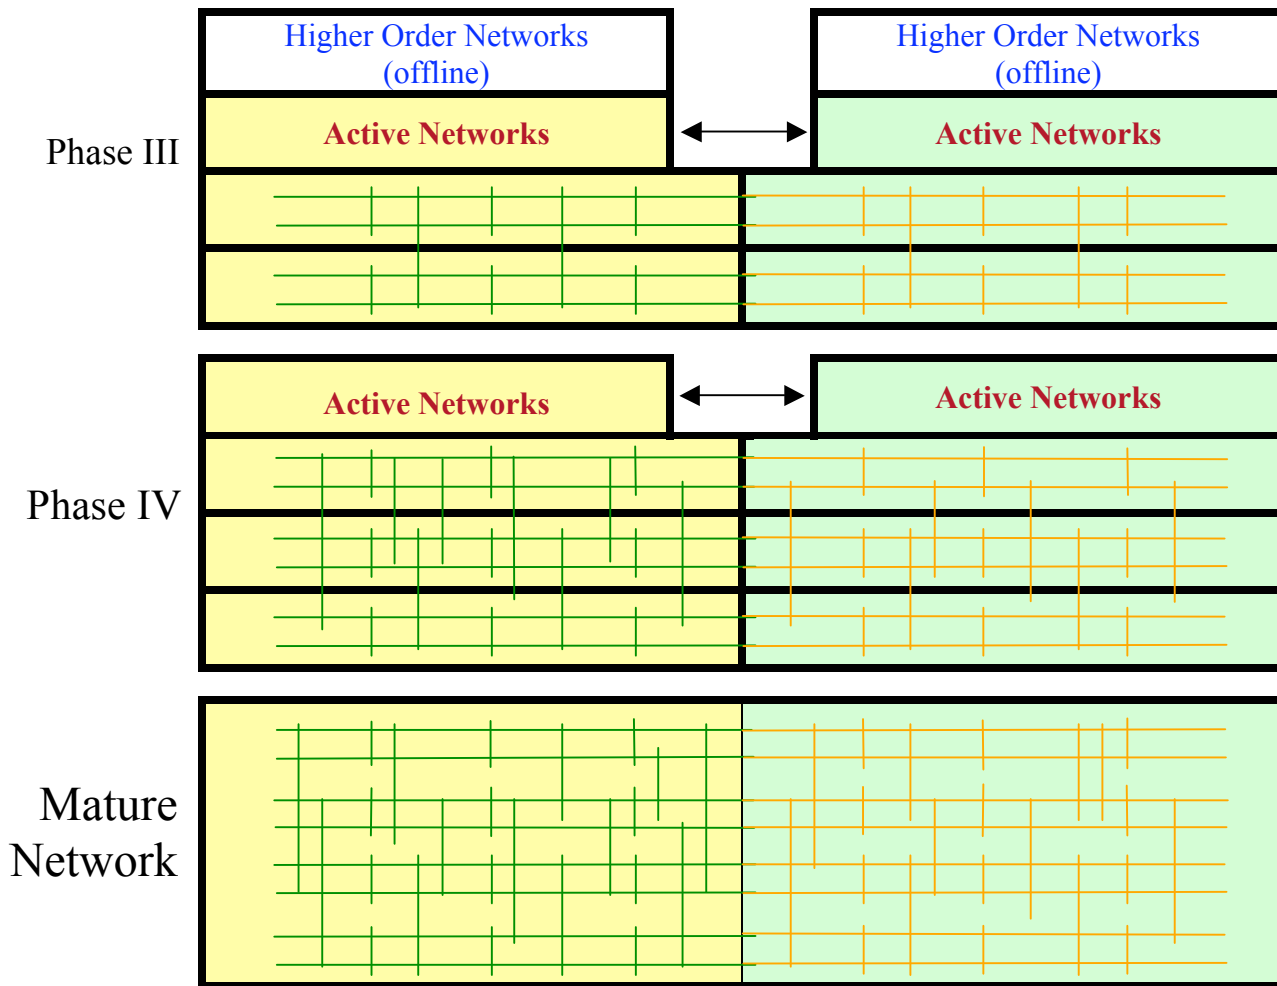 Higher Order Networks
(offline)
Higher Order Networks
(offline)
Phase III
Active Networks
Active Networks
Phase IV
Active Networks
Active Networks
Mature
Network